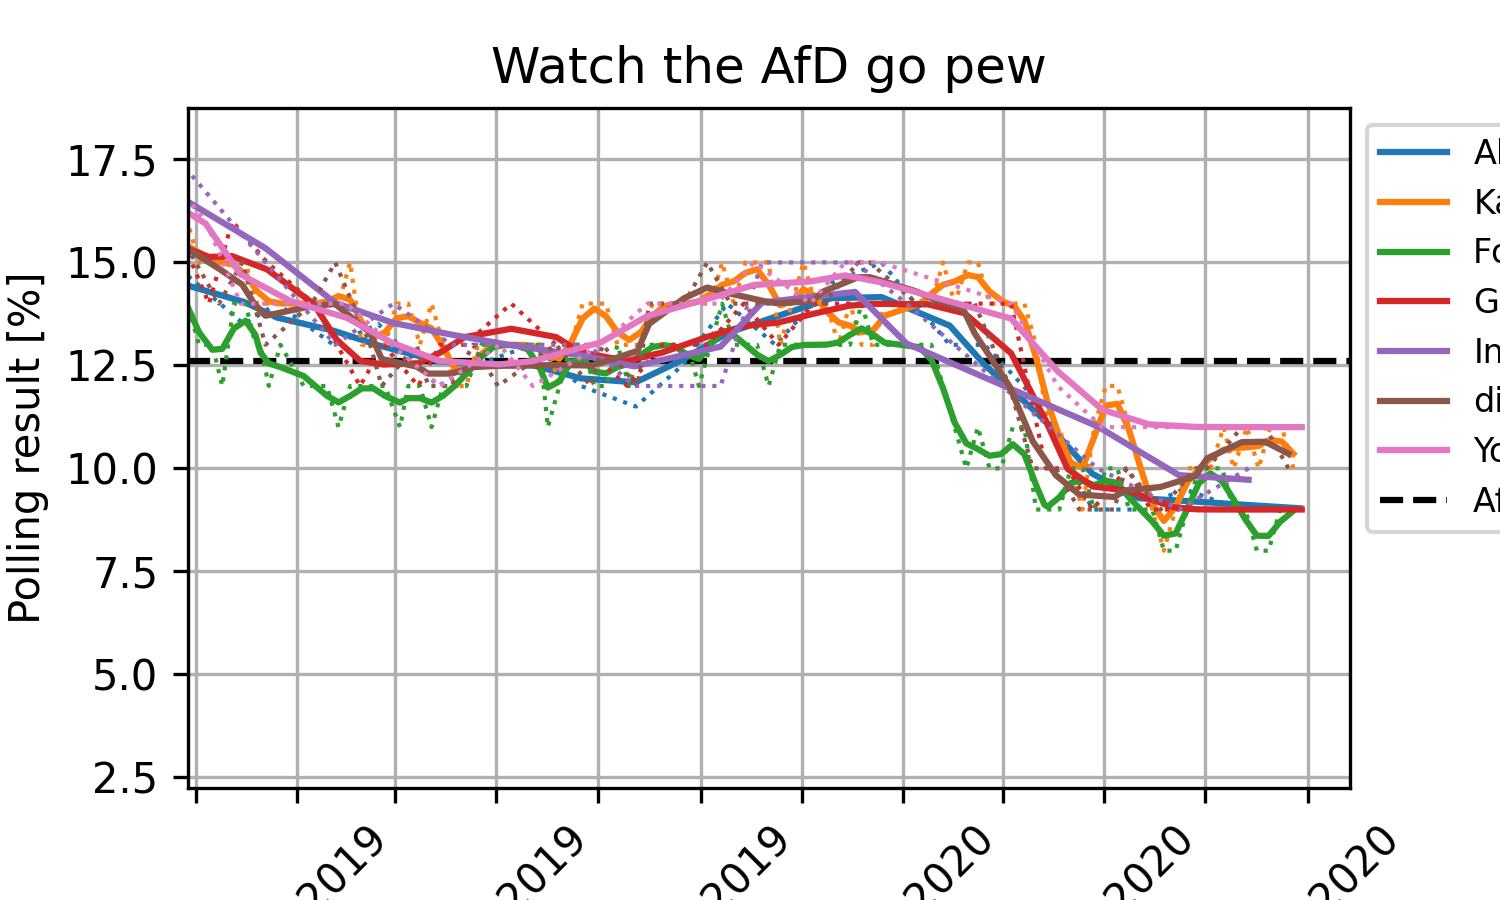 Watch the AfD go pew
Polling result [%]
17.5
15.0
12.5
10.0
7.5
5.0
2.5
2019
2019
2019
2020
2020
2020
Al
Ka
Fo
G
In
di
Yo
Af